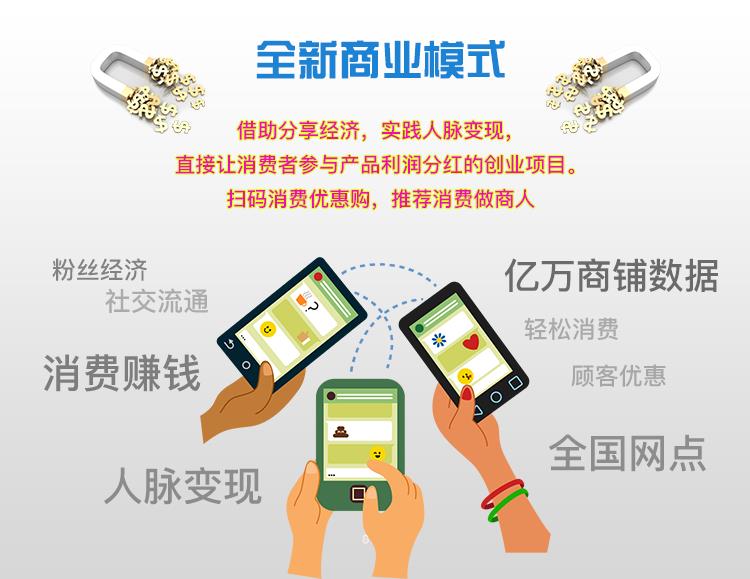 全新商业模式
借助分享经济，实践人脉变现，
直接让消费者参与产品利润分红的创业项目。
扫码消费优惠购，推荐消费做商人
粉丝经济
社交流通
消费赚钱
人脉变现
亿万商铺数据
轻松消费
顾客优惠
全国网点